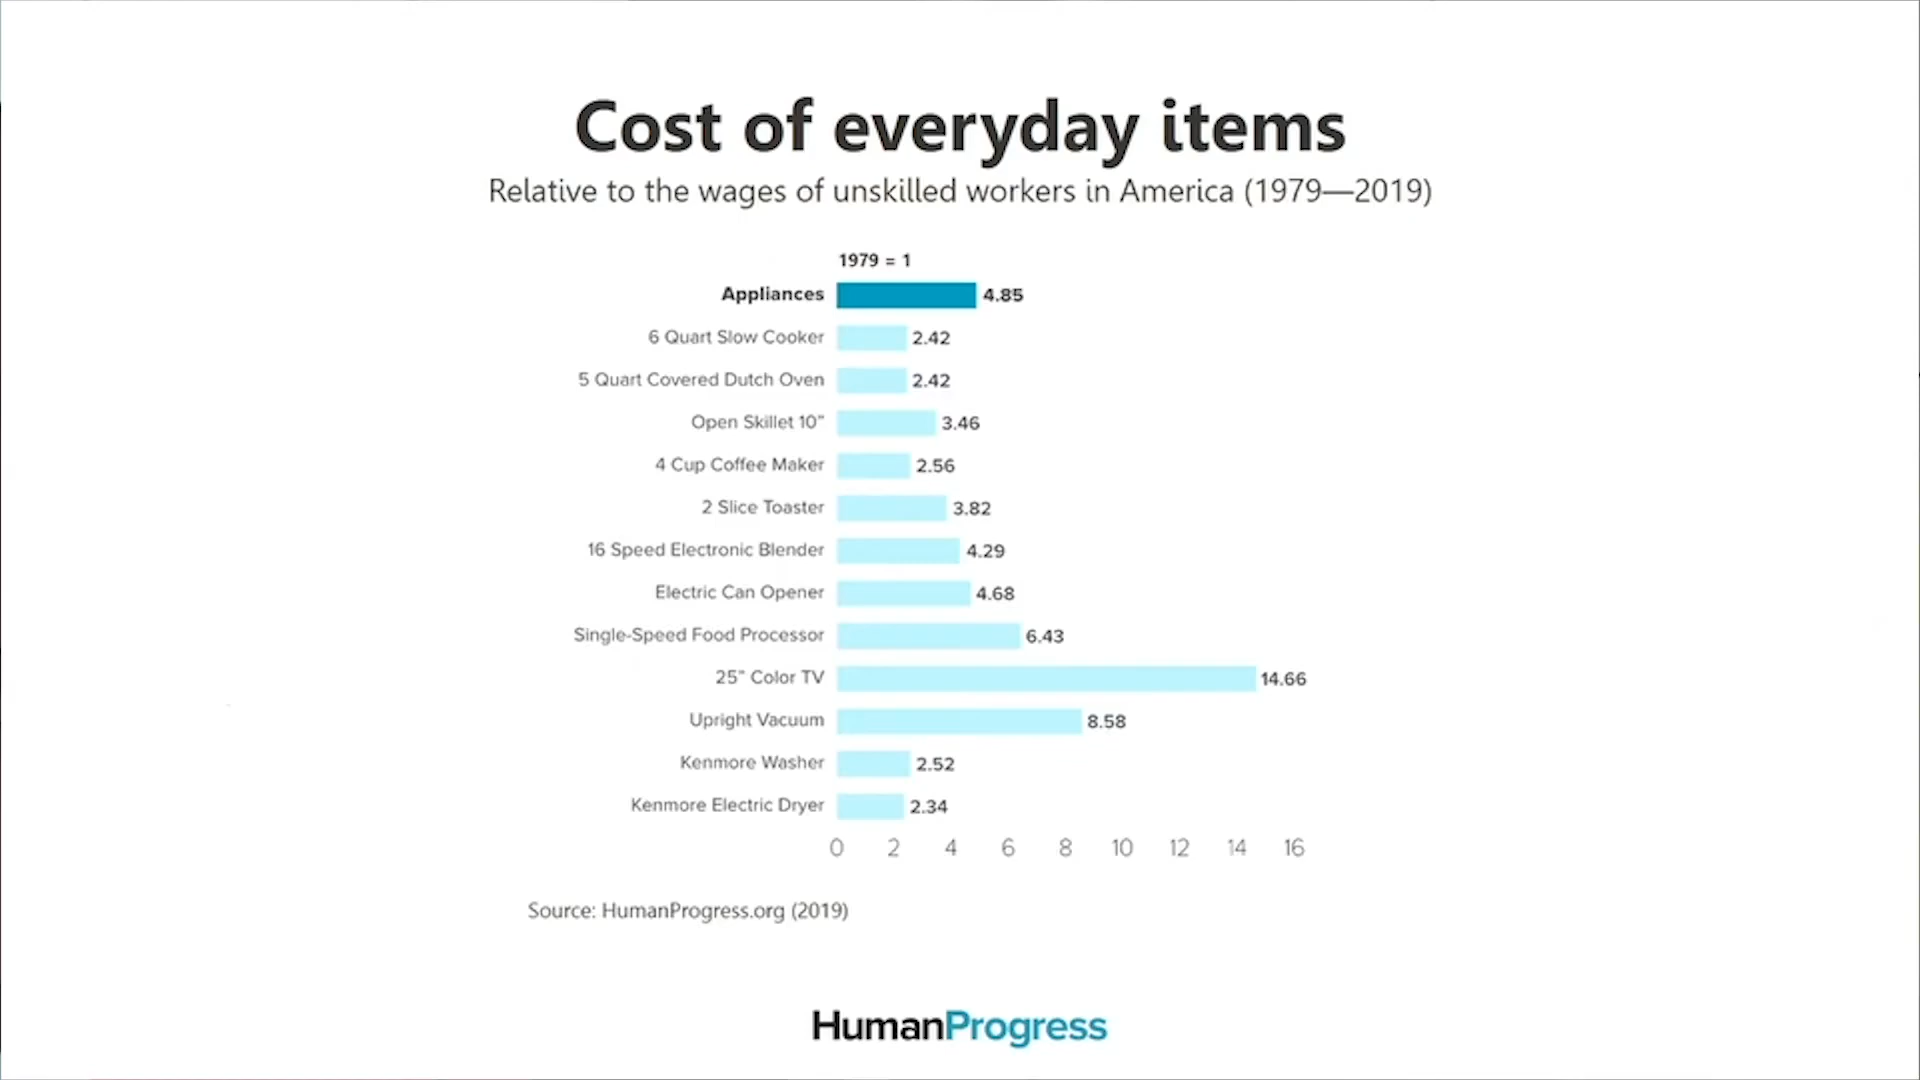 Cost of everyday items
Relative to the wages of unskilled workers in America (1979—2019)
1979 = 1
Appliances 4.85
6 Quart Slow Cooker 2.42
5 Quart Covered Dutch Oven 2.42
Open Skillet 10" 3.46
4 Cup Coffee Maker 2.56
2 Slice Toaster 3.82
16 Speed Electronic Blender 4.29
Electric Can Opener 4.68
Single-Speed Food Processor 6.43
25" Color TV 14.66
Upright Vacuum 8.58
Kenmore Washer 2.52
Kenmore Electric Dryer 2.34
0 2 4 6 8 10 12 14 16
Source: HumanProgress.org (2019)
HumanProgress